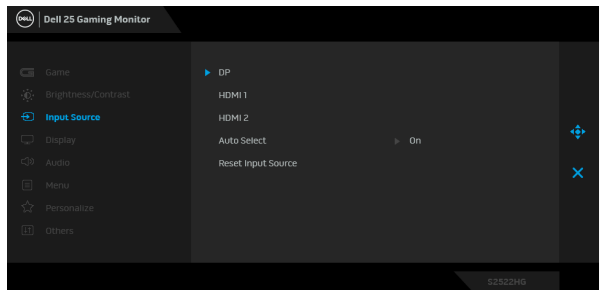 DELL Dell 25 Gaming Monitor
Game
Brightness/Contrast
Input Source
Display
Audio
Menu
Personalize
Others
DP
HDMI 1
HDMI 2
Auto Select On
Reset Input Source
S2522HG